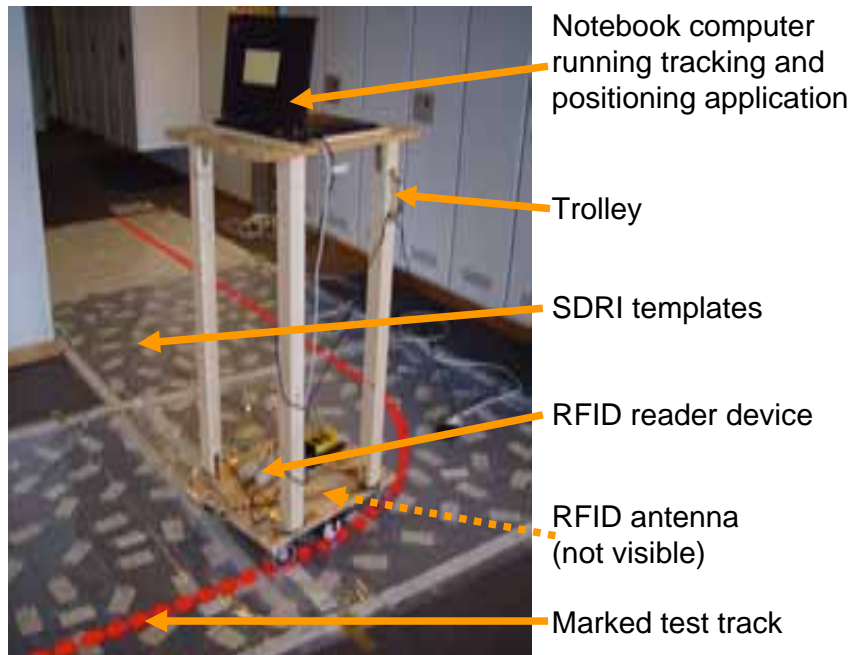 Notebook computer
running tracking and
positioning application
Trolley
SDRI templates
RFID reader device
RFID antenna
(not visible)
Marked test track